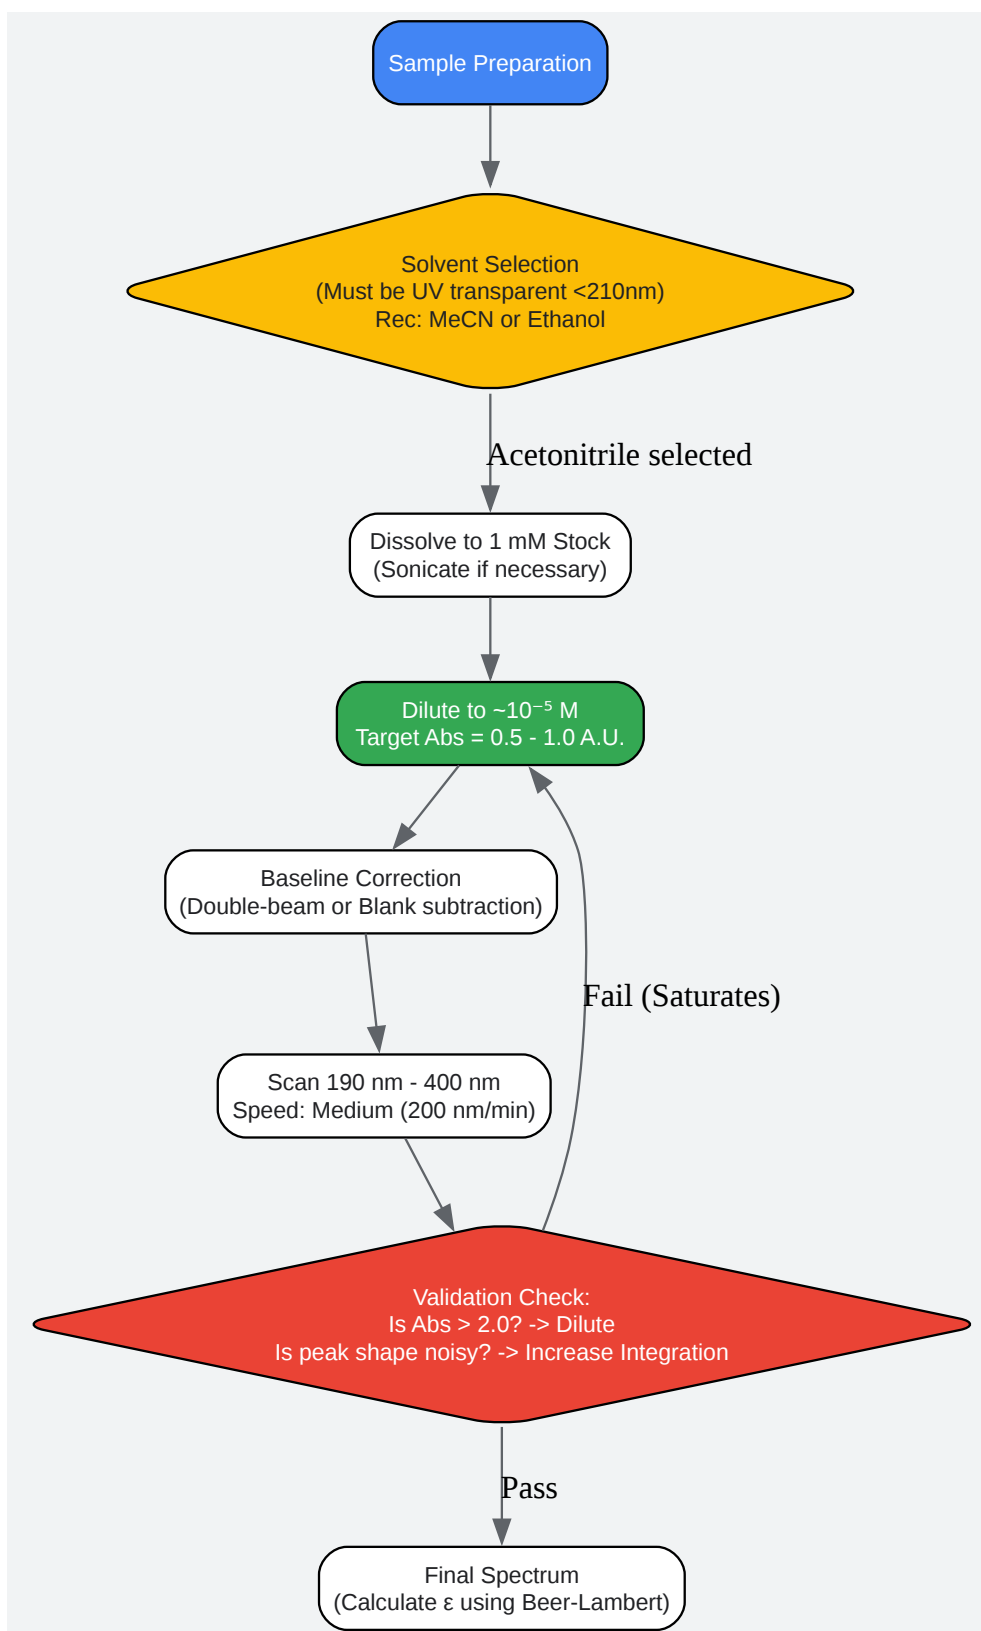 Sample Preparation
Solvent Selection
(Must be UV transparent <210nm)
Rec: MeCN or Ethanol
Acetonitrile selected
Dissolve to 1 mM Stock
(Sonicate if necessary)
Dilute to ~10⁻⁵ M
Target Abs = 0.5 - 1.0 A.U.
Baseline Correction
(Double-beam or Blank subtraction)
Fail (Saturates)
Scan 190 nm - 400 nm
Speed: Medium (200 nm/min)
Validation Check:
Is Abs > 2.0? -> Dilute
Is peak shape noisy? -> Increase Integration
Pass
Final Spectrum
(Calculate ε using Beer-Lambert)